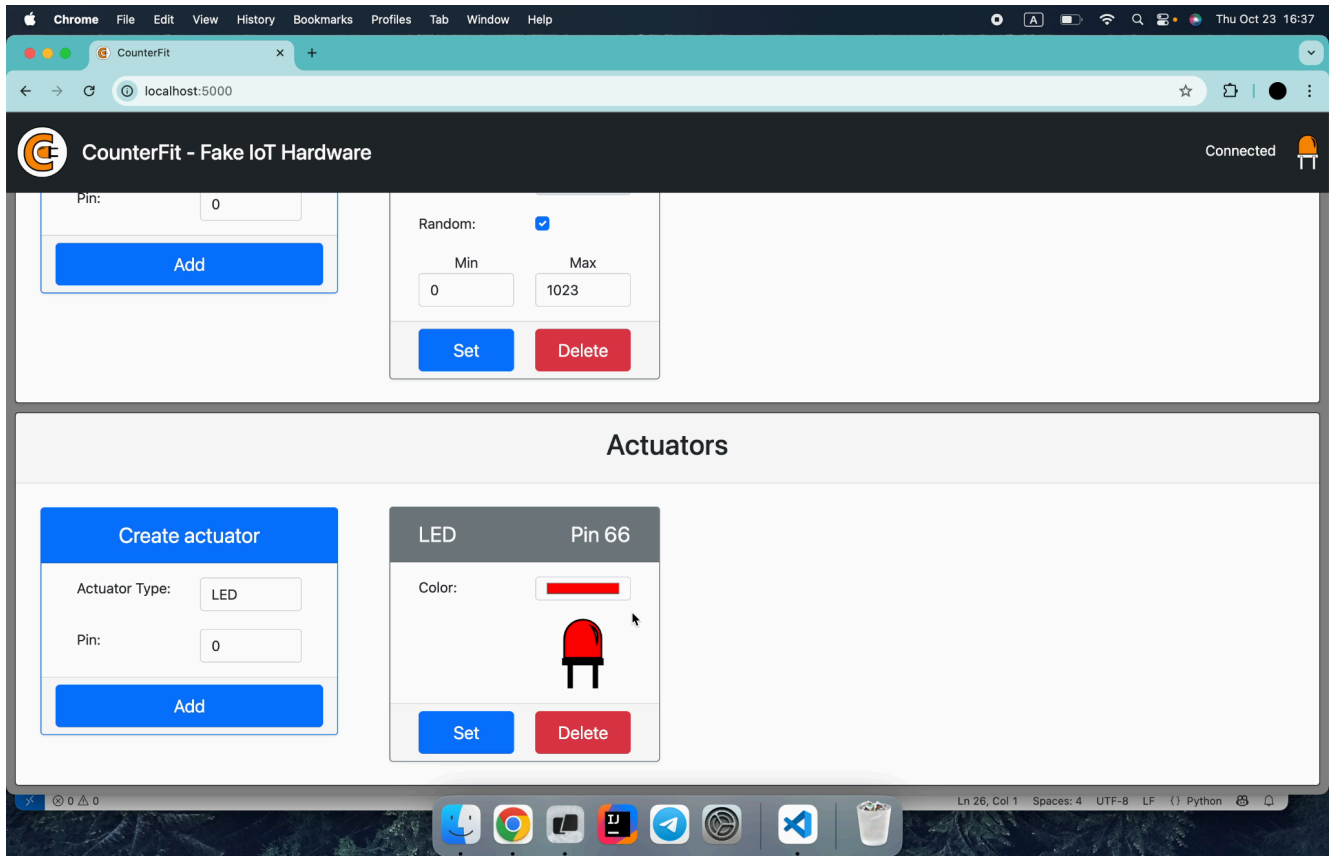 Chrome File Edit View History Bookmarks Profiles Tab Window Help
A
Thu Oct 23 16:37
CounterFit
localhost:5000
CounterFit - Fake IoT Hardware
Connected
Pin:
0
Add
Random:
Min Max
0 1023
Set Delete
Actuators
Create actuator
Actuator Type: LED
Pin: 0
Add
LED Pin 66
Color:
Set Delete
0 0
Ln 26, Col 1 Spaces: 4 UTF-8 LF {} Python
IJ